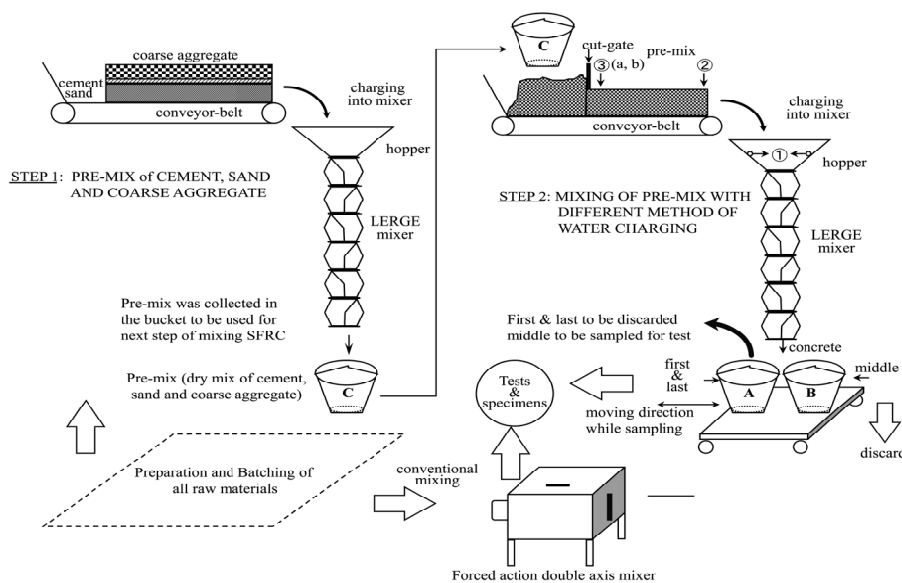 coarse aggregate
cement
sand
conveyor-belt
charging
into mixer
hopper
STEP 1: PRE-MIX of CEMENT, SAND
AND COARSE AGGREGATE
LERGE
mixer
Pre-mix was collected in
the bucket to be used for
next step of mixing SFRC
Pre-mix (dry mix of cement,
sand and coarse aggregate)
C
C
cut-gate
pre-mix
③(a, b)
②
conveyor-belt
charging
into mixer
①
hopper
STEP 2: MIXING OF PRE-MIX WITH
DIFFERENT METHOD OF
WATER CHARGING
LERGE
mixer
First & last to be discarded
middle to be sampled for test
concrete
first
&
last
middle
A
B
moving direction
while sampling
discard
Tests
&
specimens
Preparation and Batching of
all raw materials
conventional
mixing
Forced action double axis mixer